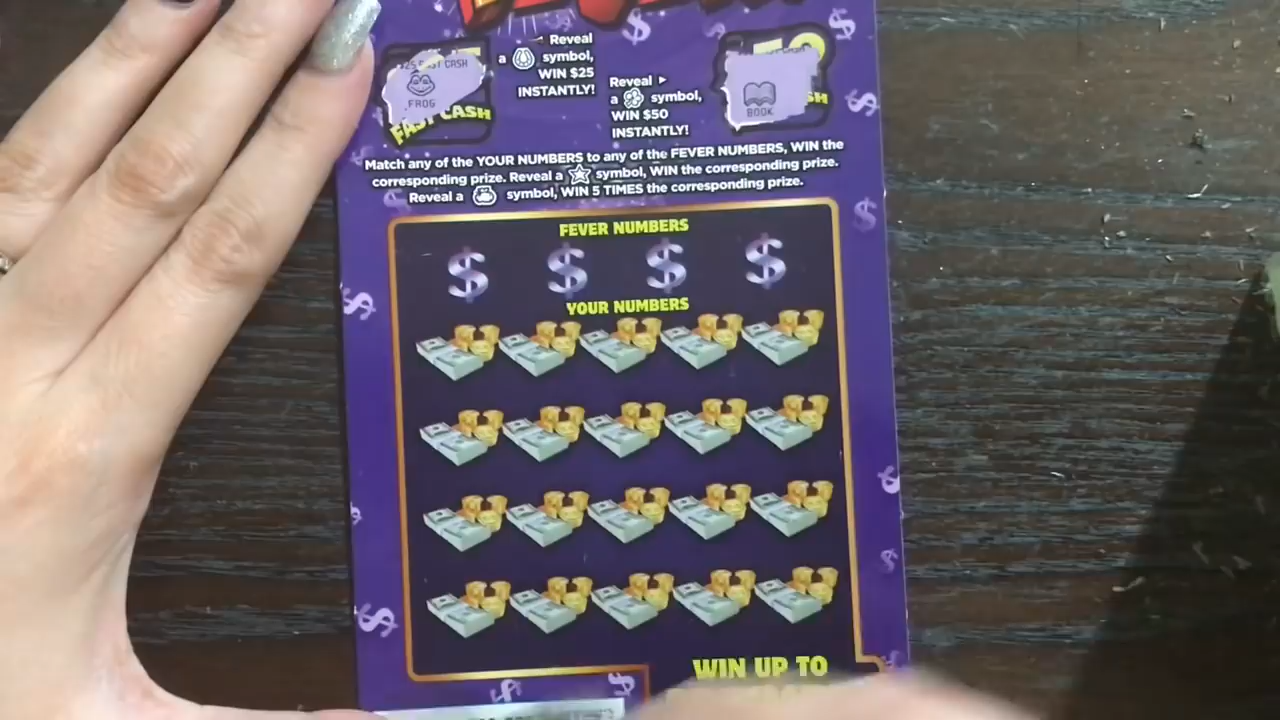 Reveal
a symbol,
WIN $25
INSTANTLY!
Reveal
a symbol,
WIN $50
INSTANTLY!
FAST CASH
FROG
FAST CASH
BOOK
Match any of the YOUR NUMBERS to any of the FEVER NUMBERS, WIN the
corresponding prize. Reveal a symbol, WIN the corresponding prize.
Reveal a symbol, WIN 5 TIMES the corresponding prize.
FEVER NUMBERS
$ $ $ $
YOUR NUMBERS
WIN UP TO